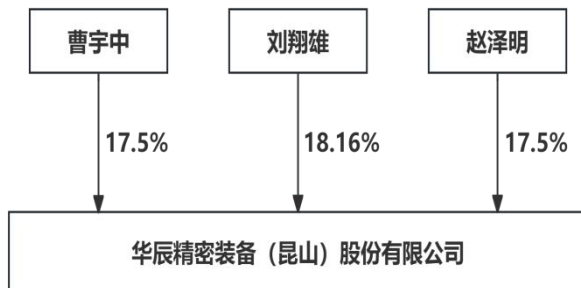 曹宇中
刘翔雄
赵泽明
17.5%
18.16%
17.5%
华辰精密装备（昆山）股份有限公司